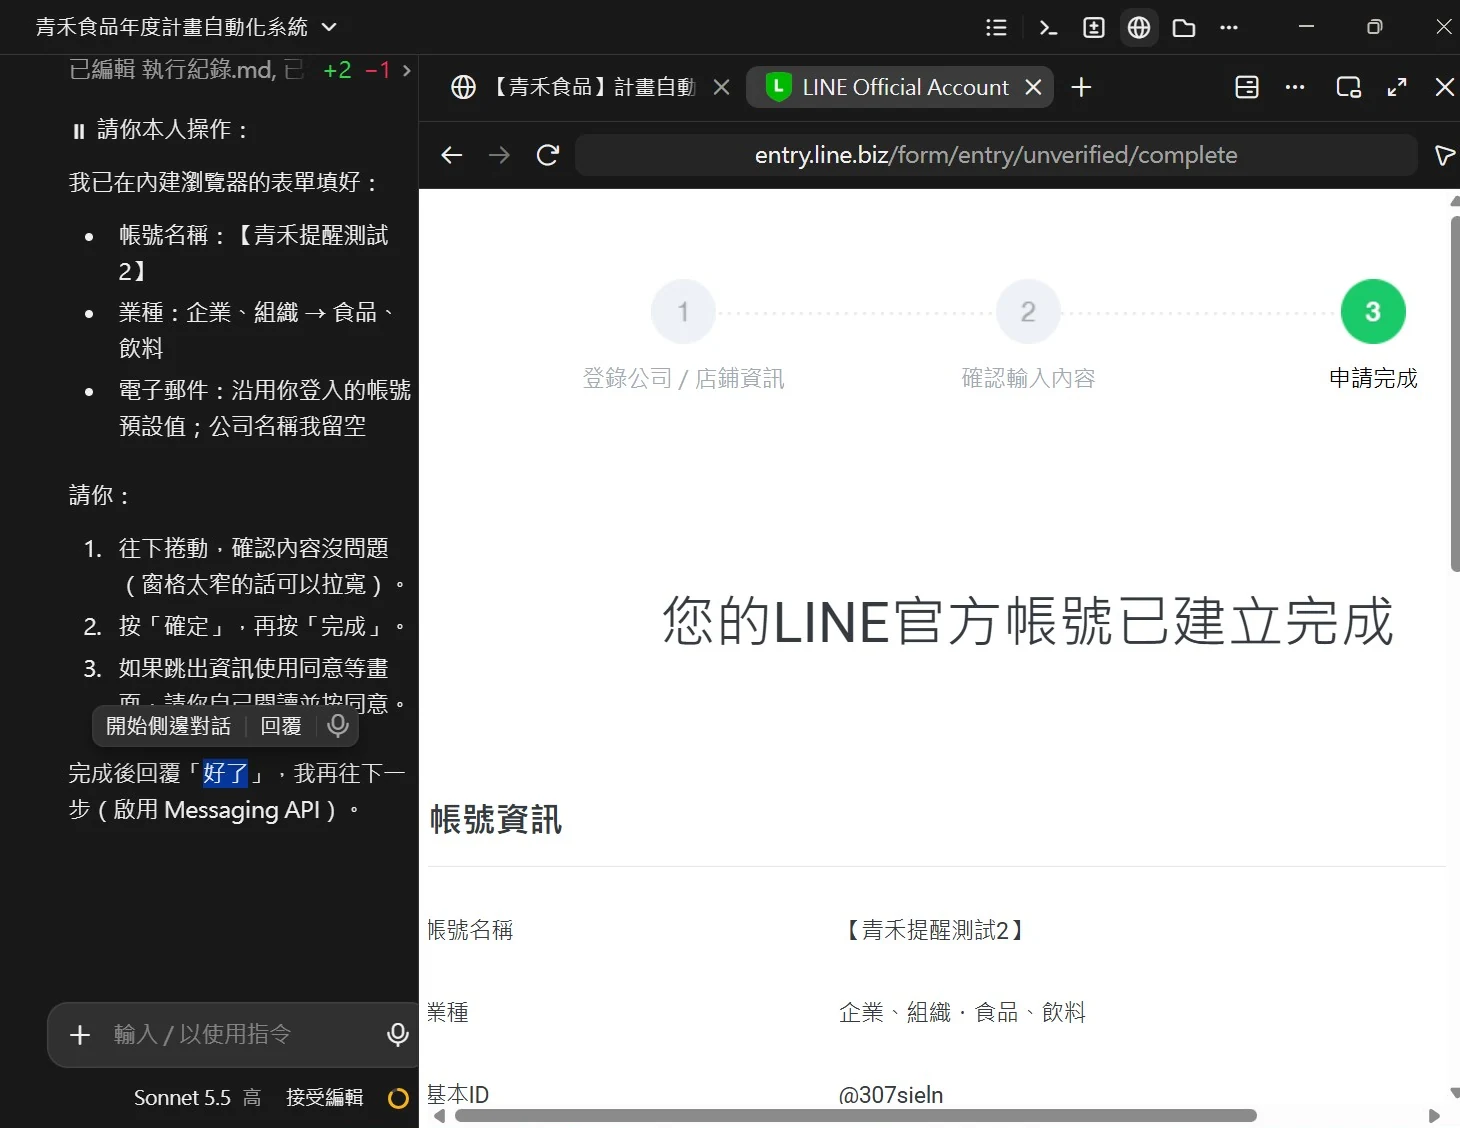 青禾食品年度計畫自動化系統
已編輯 執行紀錄.md, 已 +2 -1
⏸ 請你本人操作：
我已在內建瀏覽器的表單填好：
• 帳號名稱：【青禾提醒測試
2】
• 業種：企業、組織 → 食品、
飲料
• 電子郵件：沿用你登入的帳號
預設值；公司名稱我留空
請你：
1. 往下捲動，確認內容沒問題
（窗格太窄的話可以拉寬）。
2. 按「確定」，再按「完成」。
3. 如果跳出資訊使用同意等畫
面，請你自己閱讀並按同意。
開始側邊對話 回覆
完成後回覆「好了」，我再往下一
步（啟用 Messaging API）。
輸入 / 以使用指令
Sonnet 5.5 高 接受編輯
【青禾食品】計畫自動
LINE Official Account
entry.line.biz/form/entry/unverified/complete
1 2 3
登錄公司 / 店鋪資訊 確認輸入內容 申請完成
您的LINE官方帳號已建立完成
帳號資訊
帳號名稱 【青禾提醒測試2】
業種 企業、組織・食品、飲料
基本ID @307sieln